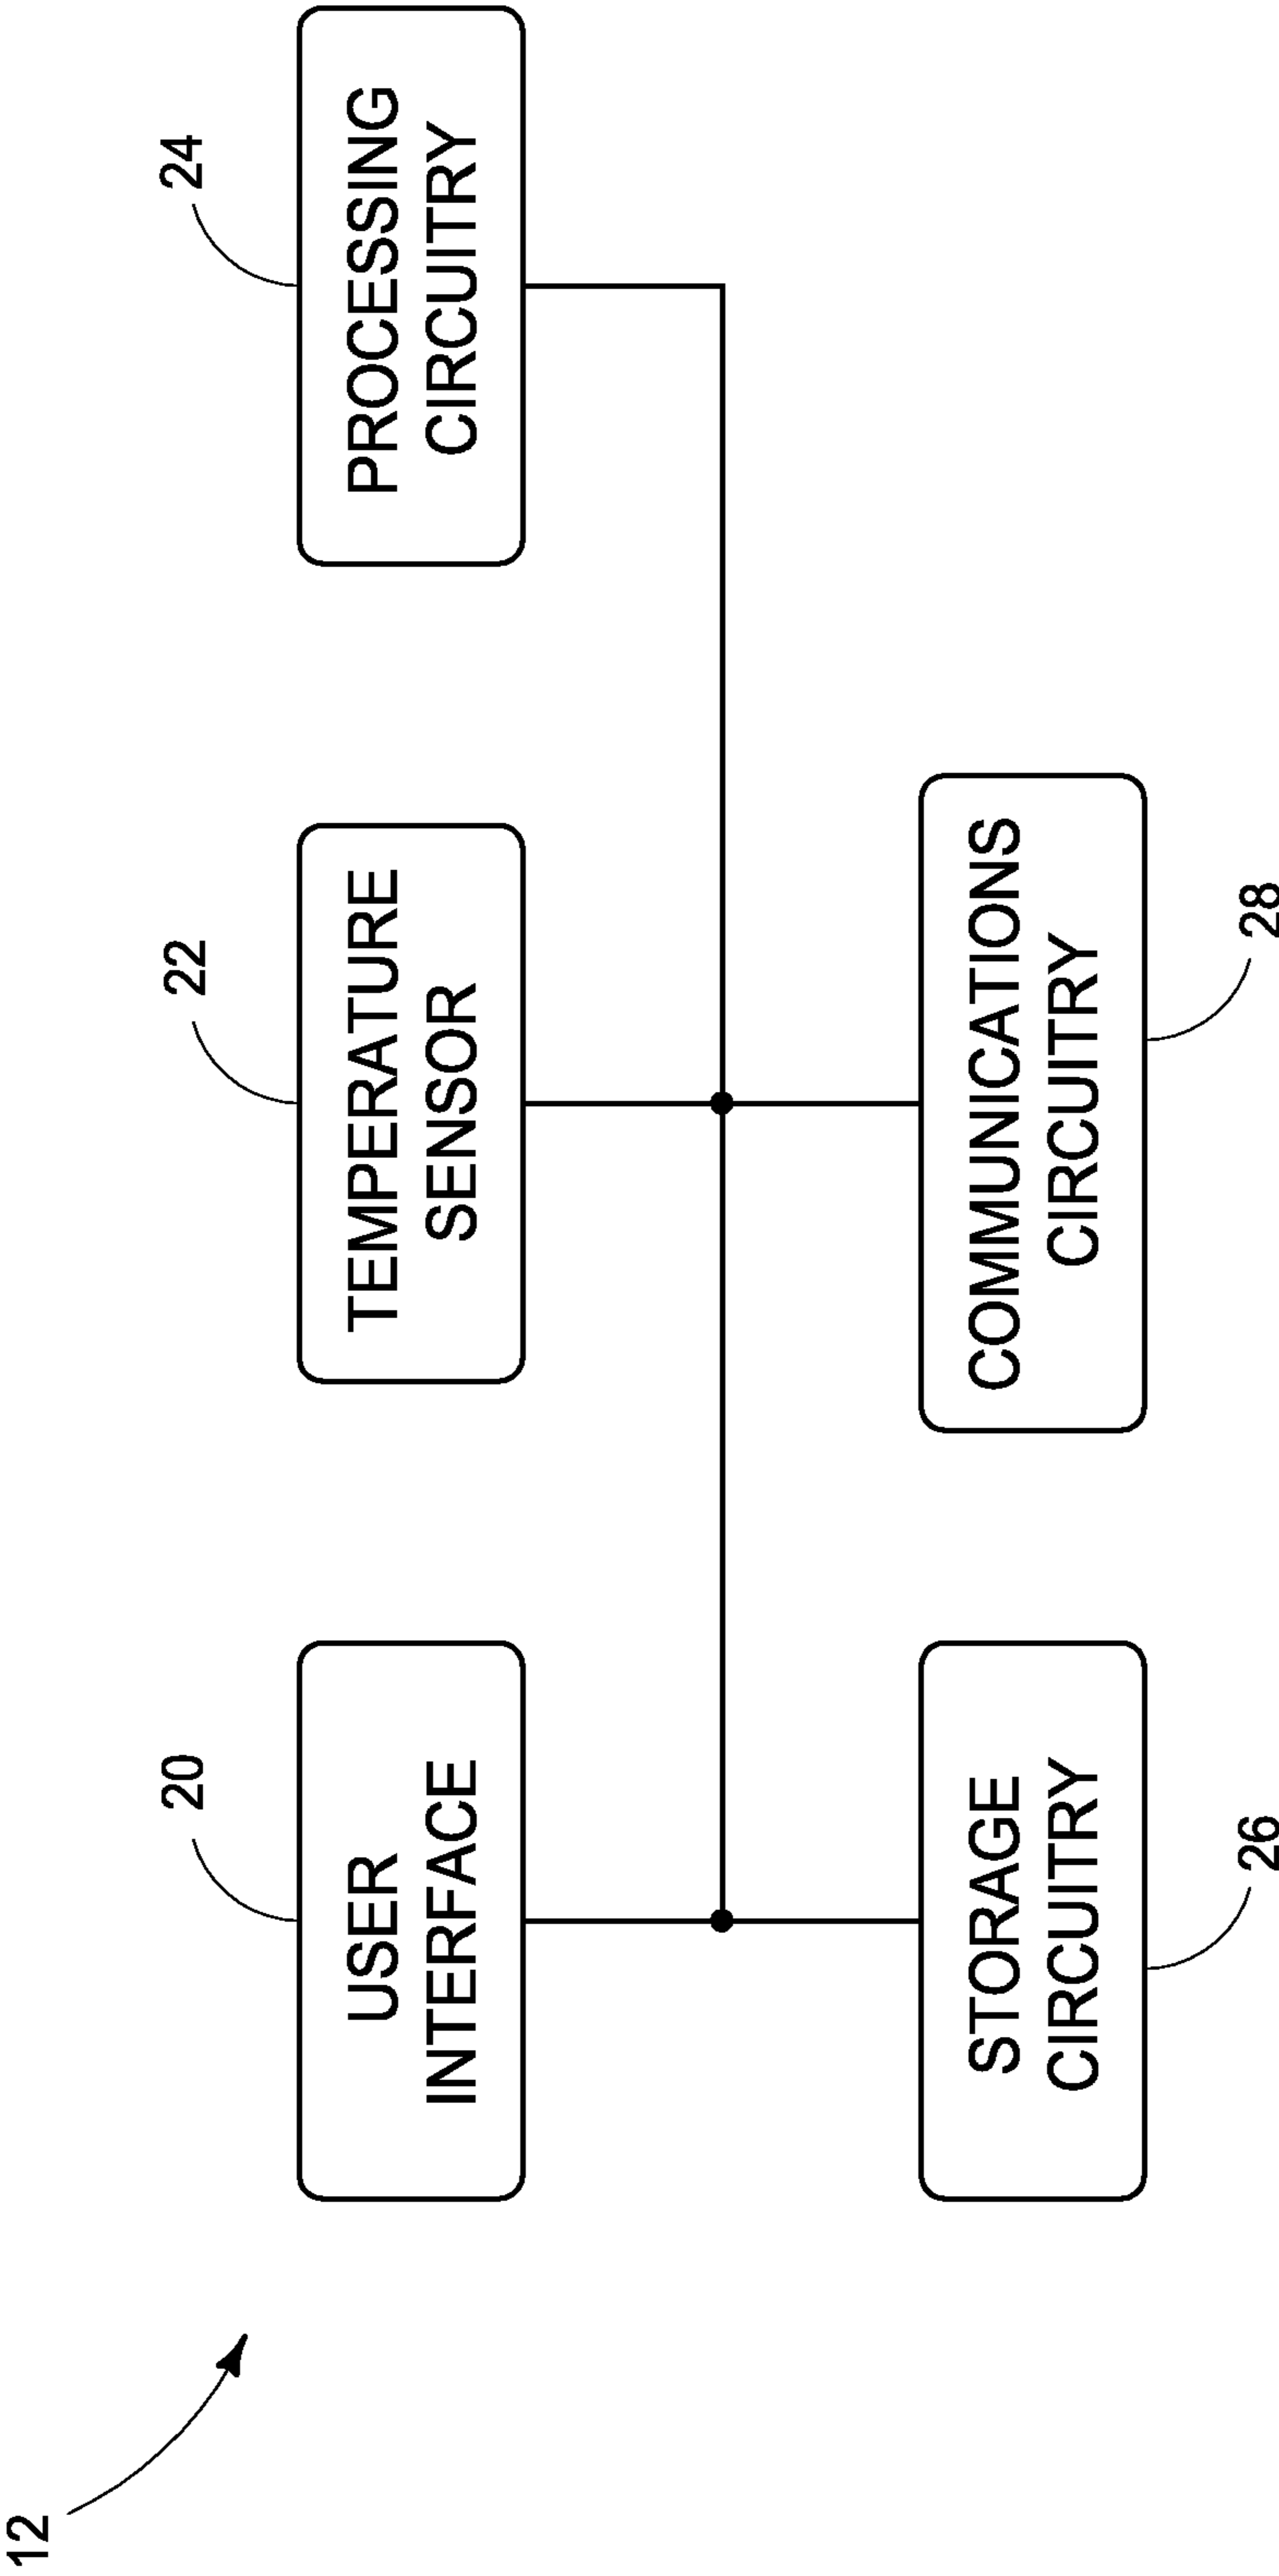 12
20
USER
INTERFACE
22
TEMPERATURE
SENSOR
24
PROCESSING
CIRCUITRY
STORAGE
CIRCUITRY
26
COMMUNICATIONS
CIRCUITRY
28